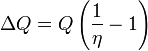 ΔQ = Q(1/η − 1)